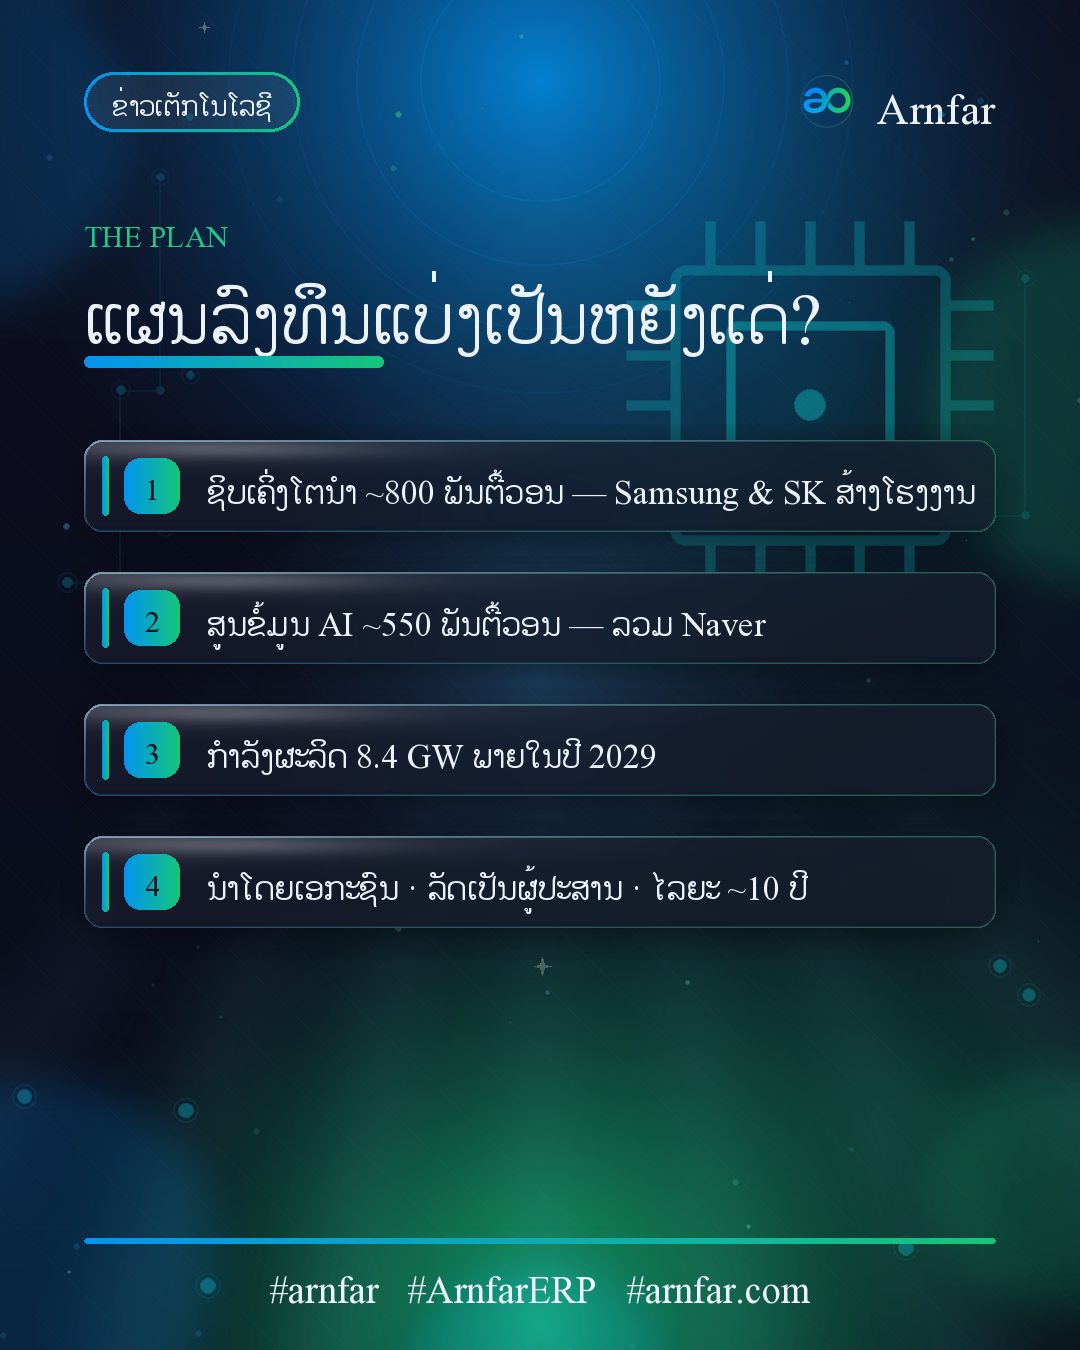 ຂ່າວເຕັກໂນໂລຊີ
Arnfar
THE PLAN
ແຜນລົງທຶນແບ່ງເປັນຫຍັງແດ່?
1 ຊິບເຄິ່ງໂຕນຳ ~800 ພັນຕື້ວອນ — Samsung & SK ສ້າງໂຮງງານ
2 ສູນຂໍ້ມູນ AI ~550 ພັນຕື້ວອນ — ລວມ Naver
3 ກຳລັງຜະລິດ 8.4 GW ພາຍໃນປີ 2029
4 ນຳໂດຍເອກະຊົນ · ລັດເປັນຜູ້ປະສານ · ໄລຍະ ~10 ປີ
#arnfar #ArnfarERP #arnfar.com